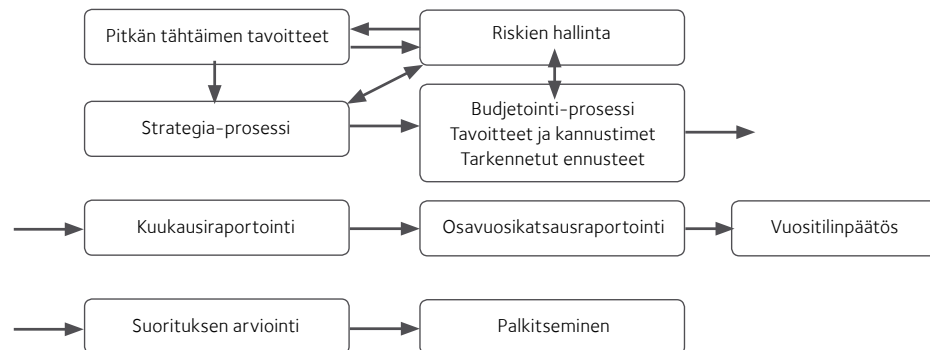 Pitkän tähtäimen tavoitteet
Riskien hallinta
Strategia-prosessi
Budjetointi-prosessi
Tavoitteet ja kannustimet
Tarkennetut ennusteet
Kuukausiraportointi
Osavuosikatsausraportointi
Vuositilinpäätös
Suorituksen arviointi
Palkitseminen